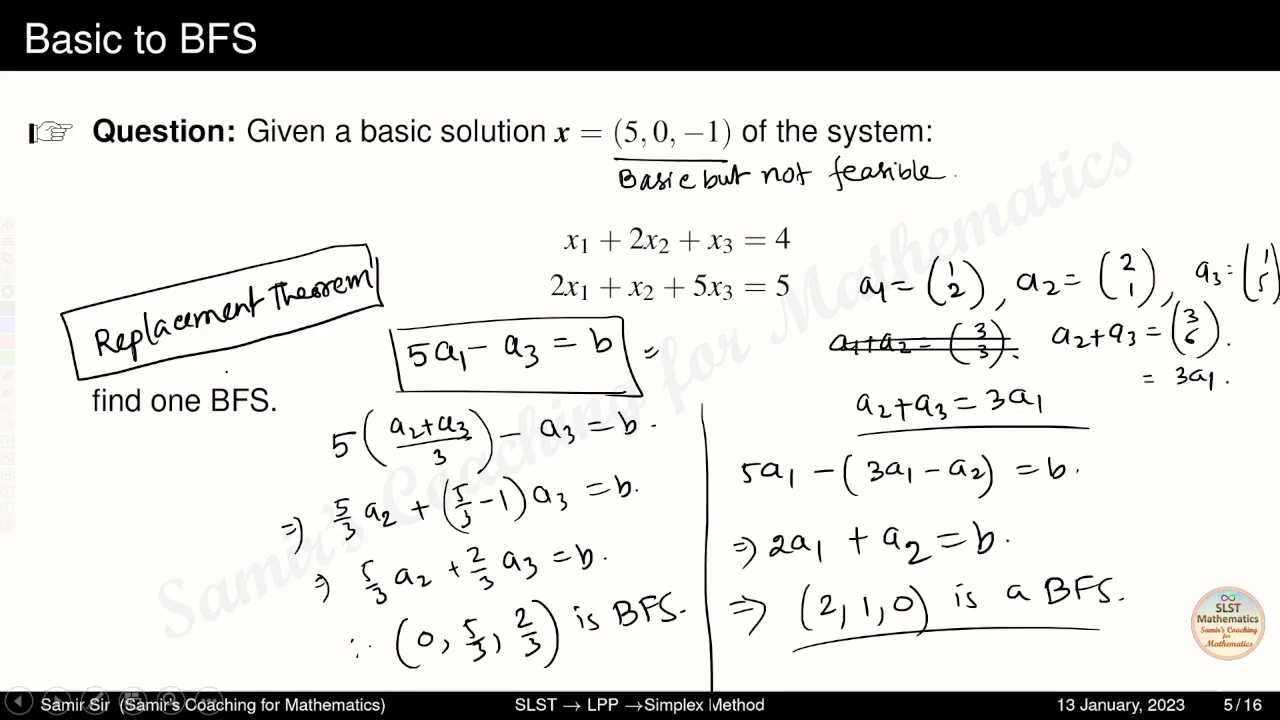 Basic to BFS
Question: Given a basic solution x = (5, 0, −1) of the system:
Basic but not feasible.
x₁ + 2x₂ + x₃ = 4
2x₁ + x₂ + 5x₃ = 5
a₁ = (1 2), a₂ = (2 1), a₃ = (1 5)
a₁+a₂ = (3 3). a₂+a₃ = (3 6).
= 3a₁.
Replacement Theorem
5a₁ − a₃ = b =
find one BFS.
5((a₂+a₃)/3) − a₃ = b.
⇒ 5/3 a₂ + (5/3 − 1) a₃ = b.
⇒ 5/3 a₂ + 2/3 a₃ = b.
∴ (0, 5/3, 2/3) is BFS.
a₂+a₃ = 3a₁
5a₁ − (3a₁ − a₂) = b.
⇒ 2a₁ + a₂ = b.
⇒ (2, 1, 0) is a BFS.
Samir's Coaching for Mathematics
SLST
Mathematics
Samir's Coaching
for
Mathematics
Samir Sir (Samir's Coaching for Mathematics)
SLST → LPP →Simplex Method
13 January, 2023
5 / 16